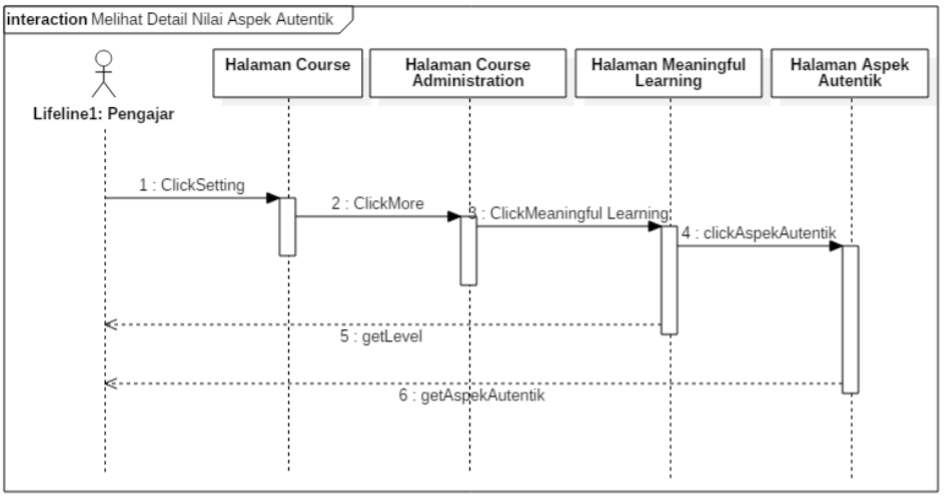 interaction Melihat Detail Nilai Aspek Autentik
Lifeline1: Pengajar
Halaman Course
Halaman Course
Administration
Halaman Meaningful
Learning
Halaman Aspek
Autentik
1 : ClickSetting
2 : ClickMore
3 : ClickMeaningful Learning
4 : clickAspekAutentik
5 : getLevel
6 : getAspekAutentik